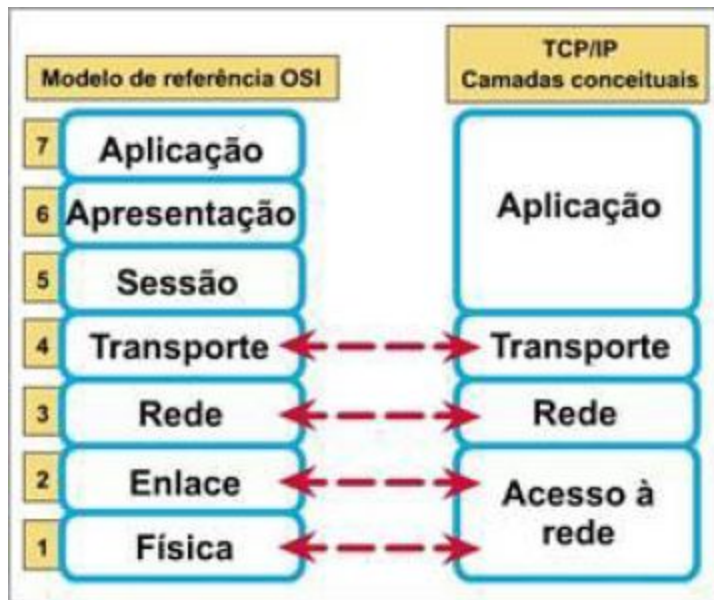 Modelo de referência OSI
TCP/IP
Camadas conceituais
7 Aplicação
6 Apresentação
5 Sessão
4 Transporte
3 Rede
2 Enlace
1 Física
Aplicação
Transporte
Rede
Acesso à
rede